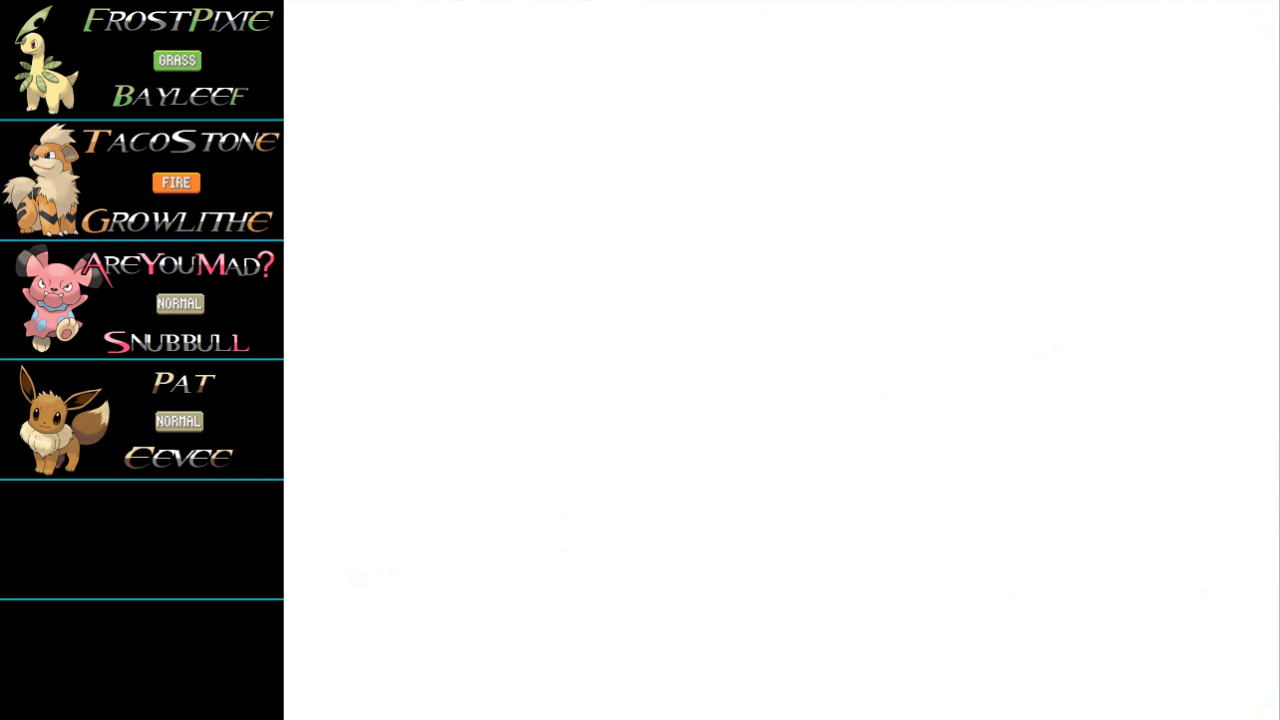 FrostPixie
GRASS
Bayleef
TacoStone
FIRE
Growlithe
AreYouMad?
NORMAL
Snubbull
Pat
NORMAL
Eevee